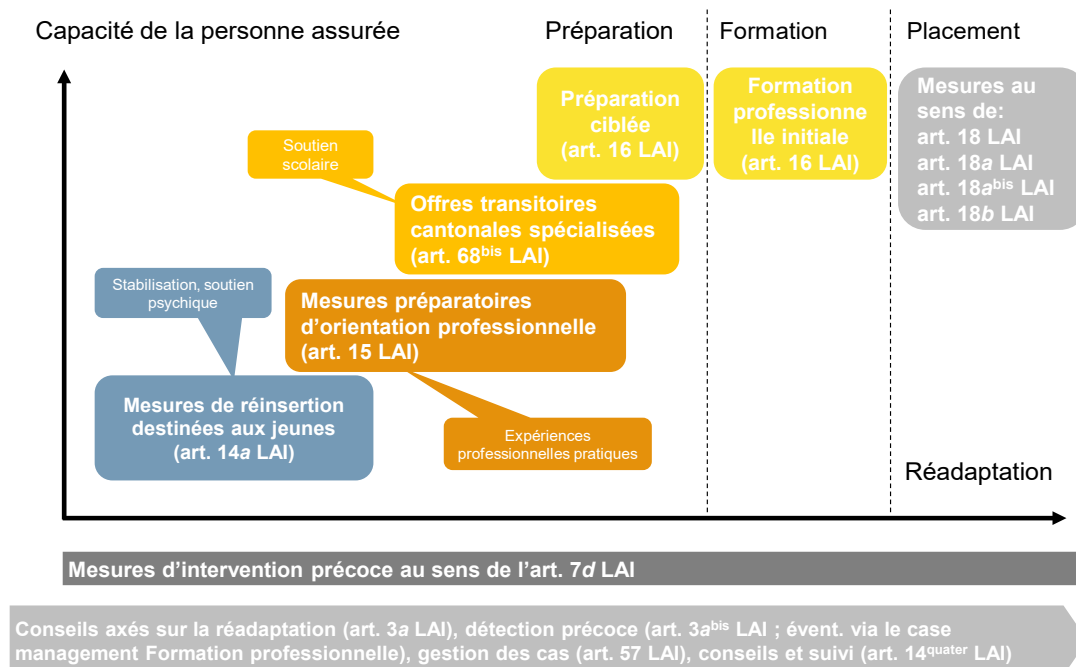 Capacité de la personne assurée
Préparation
Formation
Placement
Préparation
ciblée
(art. 16 LAI)
Formation
professionne
lle initiale
(art. 16 LAI)
Mesures au
sens de:
art. 18 LAI
art. 18a LAI
art. 18aᵇⁱˢ LAI
art. 18b LAI
Soutien
scolaire
Offres transitoires
cantonales spécialisées
(art. 68ᵇⁱˢ LAI)
Stabilisation, soutien
psychique
Mesures préparatoires
d’orientation professionnelle
(art. 15 LAI)
Mesures de réinsertion
destinées aux jeunes
(art. 14a LAI)
Expériences
professionnelles pratiques
Réadaptation
Mesures d’intervention précoce au sens de l’art. 7d LAI
Conseils axés sur la réadaptation (art. 3a LAI), détection précoce (art. 3aᵇⁱˢ LAI ; évent. via le case
management Formation professionnelle), gestion des cas (art. 57 LAI), conseils et suivi (art. 14quater LAI)